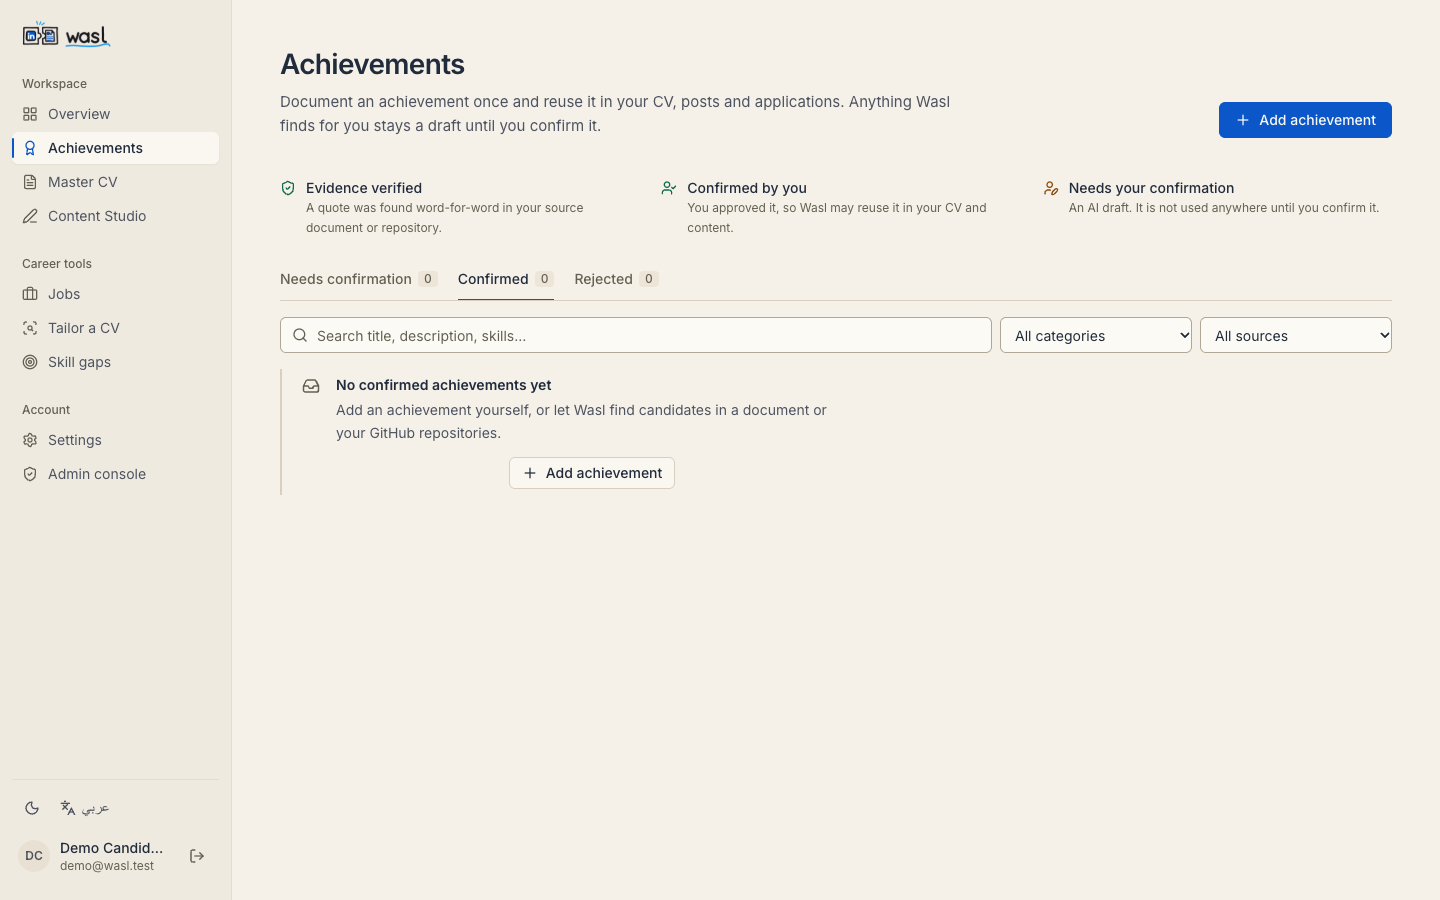 in wasl
Workspace
Overview
Achievements
Master CV
Content Studio
Career tools
Jobs
Tailor a CV
Skill gaps
Account
Settings
Admin console
عربي
DC
Demo Candid...
demo@wasl.test
Achievements
Document an achievement once and reuse it in your CV, posts and applications. Anything Wasl
finds for you stays a draft until you confirm it.
Add achievement
Evidence verified
A quote was found word-for-word in your source
document or repository.
Confirmed by you
You approved it, so Wasl may reuse it in your CV and
content.
Needs your confirmation
An AI draft. It is not used anywhere until you confirm it.
Needs confirmation 0 Confirmed 0 Rejected 0
Search title, description, skills... All categories All sources
No confirmed achievements yet
Add an achievement yourself, or let Wasl find candidates in a document or
your GitHub repositories.
Add achievement